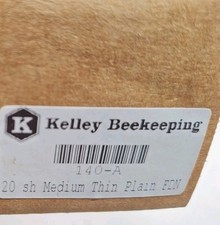 K Kelley Beekeeping
140-A
20 sh Medium Thin Plain FDN